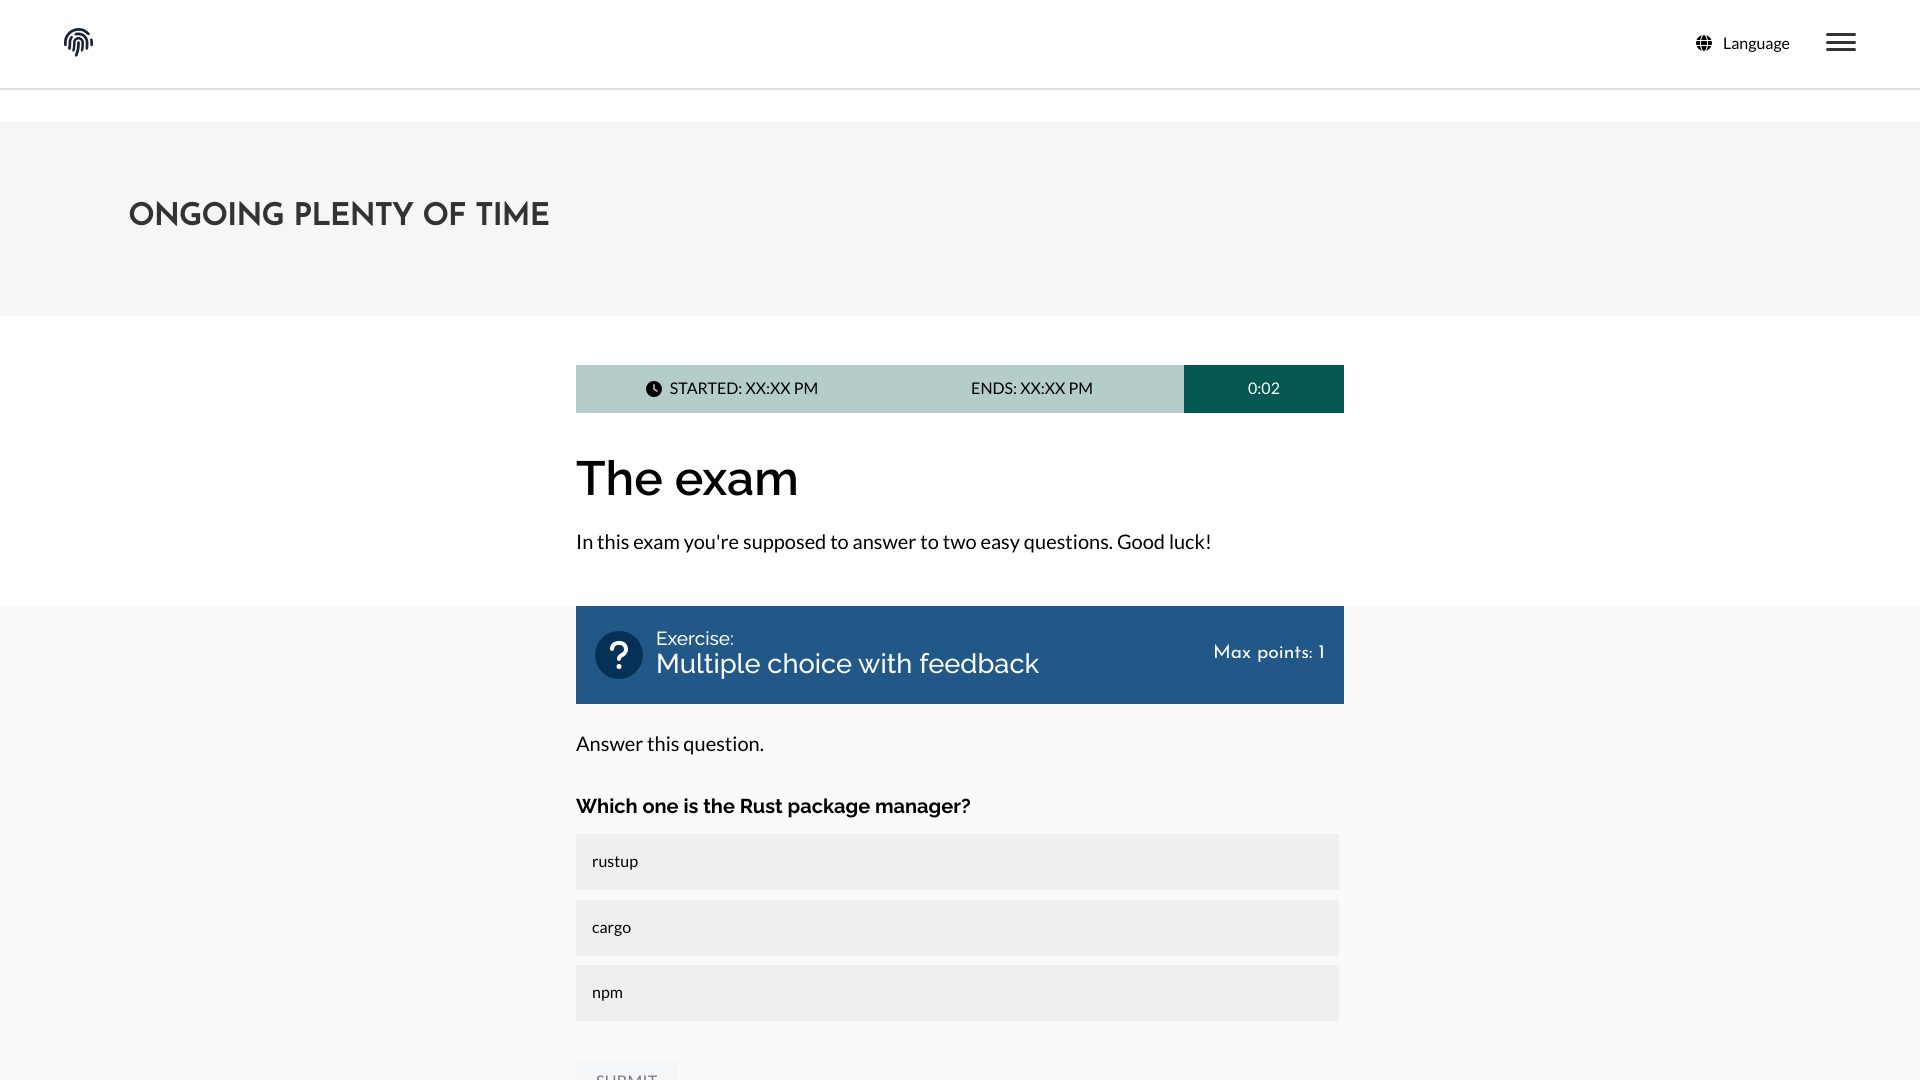 Language
ONGOING PLENTY OF TIME
STARTED: XX:XX PM ENDS: XX:XX PM 0:02
The exam
In this exam you're supposed to answer to two easy questions. Good luck!
Exercise:
Multiple choice with feedback
Max points: 1
Answer this question.
Which one is the Rust package manager?
rustup
cargo
npm
SUBMIT